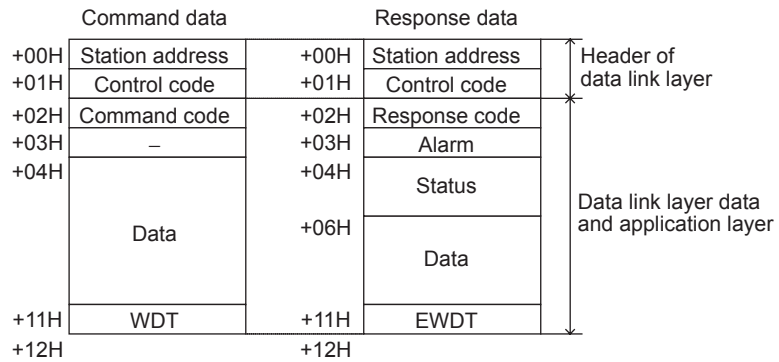 Command data Response data
+00H Station address +00H Station address Header of
+01H Control code +01H Control code data link layer
+02H Command code +02H Response code
+03H – +03H Alarm
+04H +04H Status
Data link layer data
+06H and application layer
Data Data
+11H WDT +11H EWDT
+12H +12H